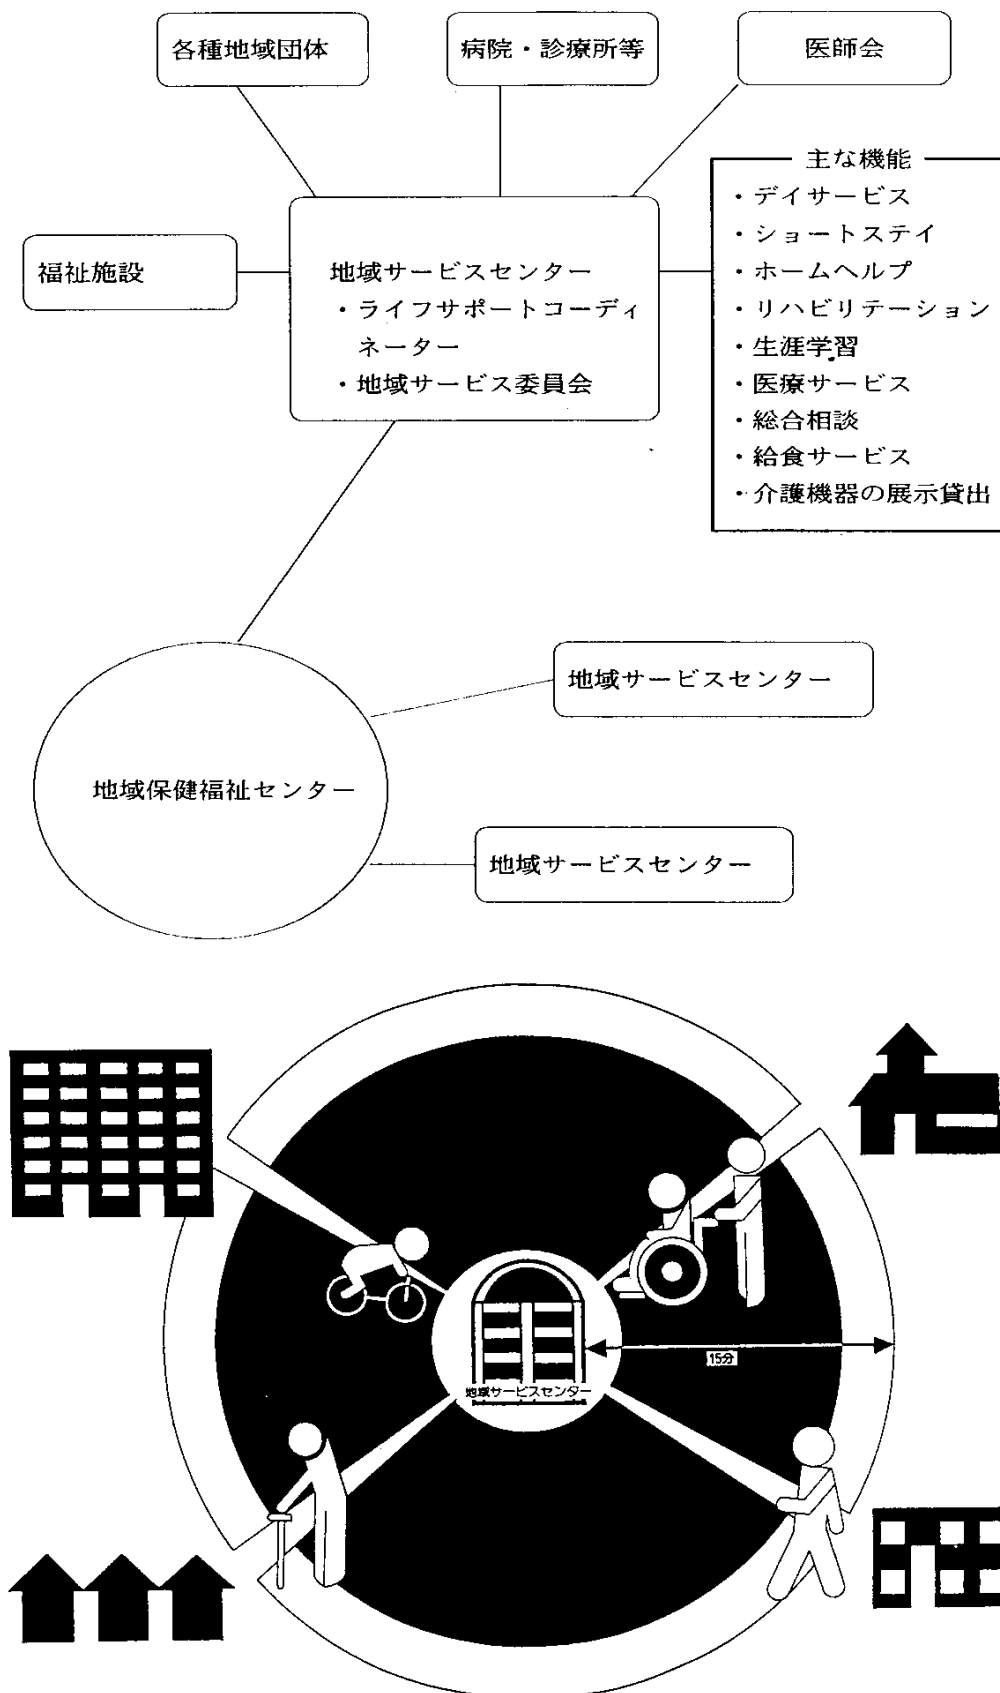 各種地域団体
病院・診療所等
医師会
主な機能
・デイサービス
・ショートステイ
・ホームヘルプ
・リハビリテーション
・生涯学習
・医療サービス
・総合相談
・給食サービス
・介護機器の展示貸出
福祉施設
地域サービスセンター
・ライフサポートコーディ
ネーター
・地域サービス委員会
地域サービスセンター
地域保健福祉センター
地域サービスセンター
15分
地域サービスセンター